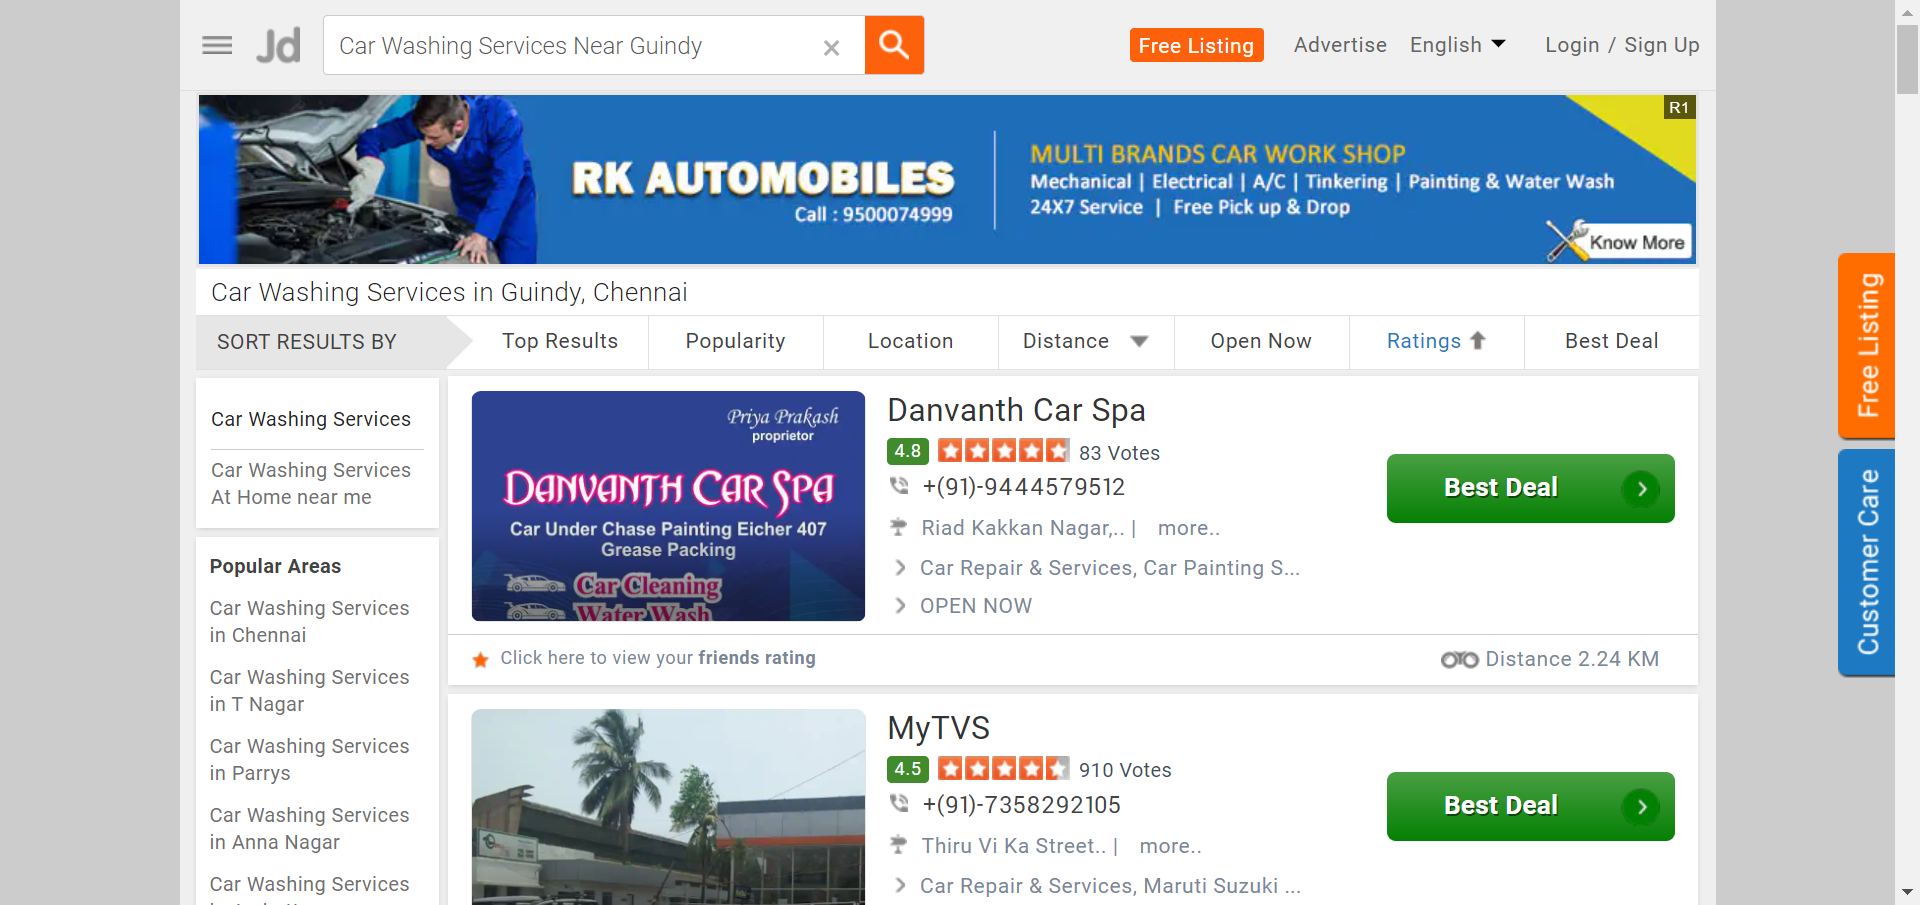 Jd
Car Washing Services Near Guindy
Free Listing
Advertise
English
Login / Sign Up
R1
RK AUTOMOBILES
Call : 9500074999
MULTI BRANDS CAR WORK SHOP
Mechanical | Electrical | A/C | Tinkering | Painting & Water Wash
24X7 Service | Free Pick up & Drop
Know More
Car Washing Services in Guindy, Chennai
SORT RESULTS BY
Top Results
Popularity
Location
Distance
Open Now
Ratings
Best Deal
Car Washing Services
Car Washing Services
At Home near me
Popular Areas
Car Washing Services
in Chennai
Car Washing Services
in T Nagar
Car Washing Services
in Parrys
Car Washing Services
in Anna Nagar
Car Washing Services
Priya Prakash
proprietor
DANVANTH CAR SPA
Car Under Chase Painting Eicher 407
Grease Packing
Car Cleaning
Water Wash
Danvanth Car Spa
4.8
83 Votes
+(91)-9444579512
Riad Kakkan Nagar,.. | more..
Car Repair & Services, Car Painting S...
OPEN NOW
Best Deal
Click here to view your friends rating
Distance 2.24 KM
MyTVS
4.5
910 Votes
+(91)-7358292105
Thiru Vi Ka Street.. | more..
Car Repair & Services, Maruti Suzuki ...
Best Deal
Free Listing
Customer Care